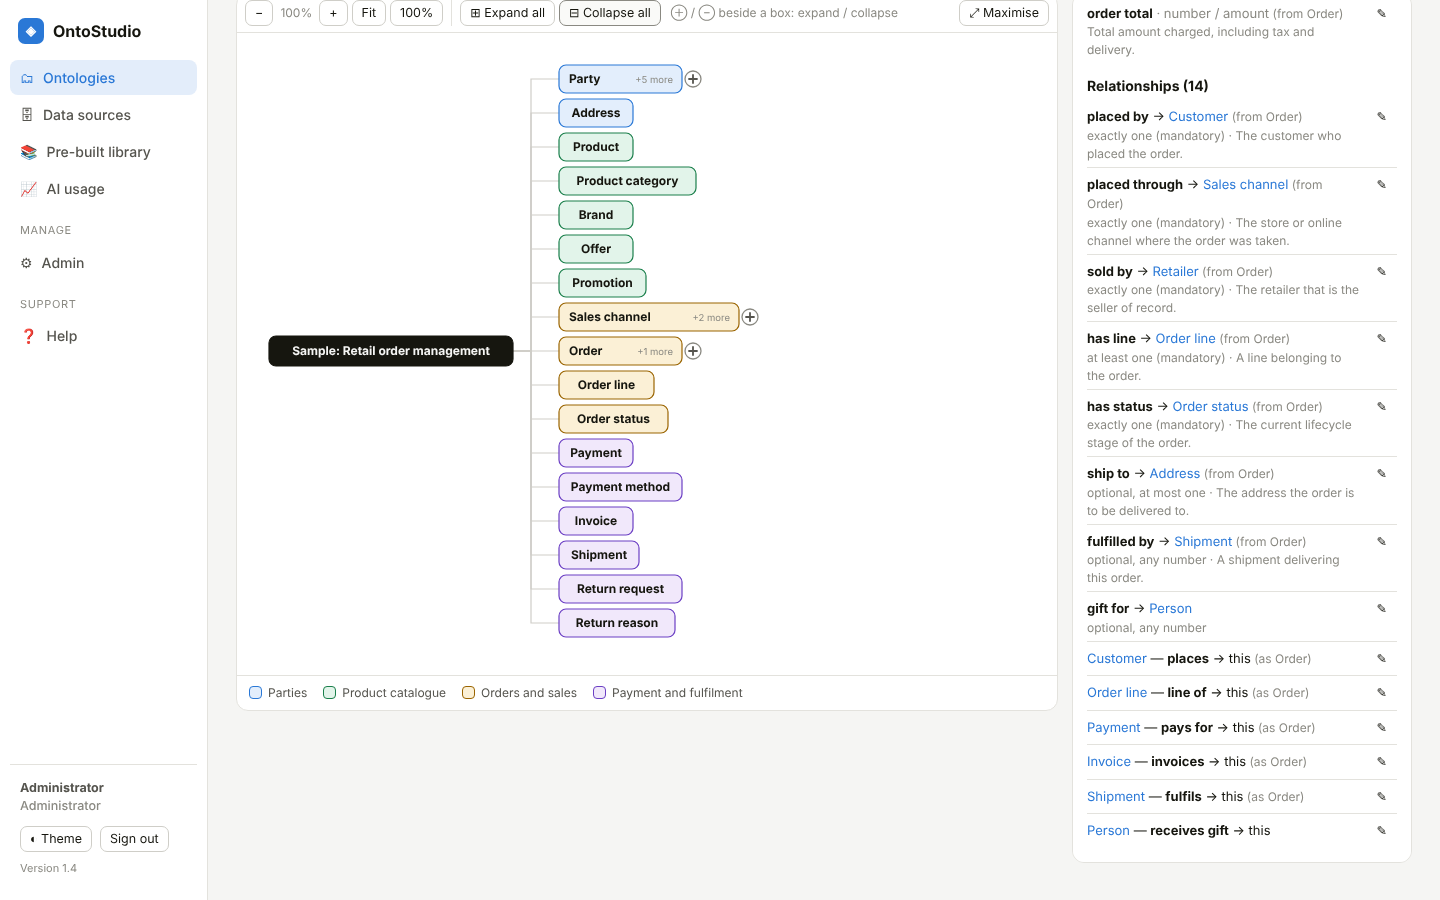 OntoStudio
Ontologies
Data sources
Pre-built library
AI usage
MANAGE
Admin
SUPPORT
Help
Administrator
Administrator
Theme
Sign out
Version 1.4
− 100% + Fit 100% ⊞ Expand all ⊟ Collapse all + / − beside a box: expand / collapse ⤢ Maximise
Sample: Retail order management
Party +5 more
Address
Product
Product category
Brand
Offer
Promotion
Sales channel +2 more
Order +1 more
Order line
Order status
Payment
Payment method
Invoice
Shipment
Return request
Return reason
Parties Product catalogue Orders and sales Payment and fulfilment
order total · number / amount (from Order)
Total amount charged, including tax and
delivery.
Relationships (14)
placed by → Customer (from Order)
exactly one (mandatory) · The customer who
placed the order.
placed through → Sales channel (from
Order)
exactly one (mandatory) · The store or online
channel where the order was taken.
sold by → Retailer (from Order)
exactly one (mandatory) · The retailer that is the
seller of record.
has line → Order line (from Order)
at least one (mandatory) · A line belonging to
the order.
has status → Order status (from Order)
exactly one (mandatory) · The current lifecycle
stage of the order.
ship to → Address (from Order)
optional, at most one · The address the order is
to be delivered to.
fulfilled by → Shipment (from Order)
optional, any number · A shipment delivering
this order.
gift for → Person
optional, any number
Customer — places → this (as Order)
Order line — line of → this (as Order)
Payment — pays for → this (as Order)
Invoice — invoices → this (as Order)
Shipment — fulfils → this (as Order)
Person — receives gift → this